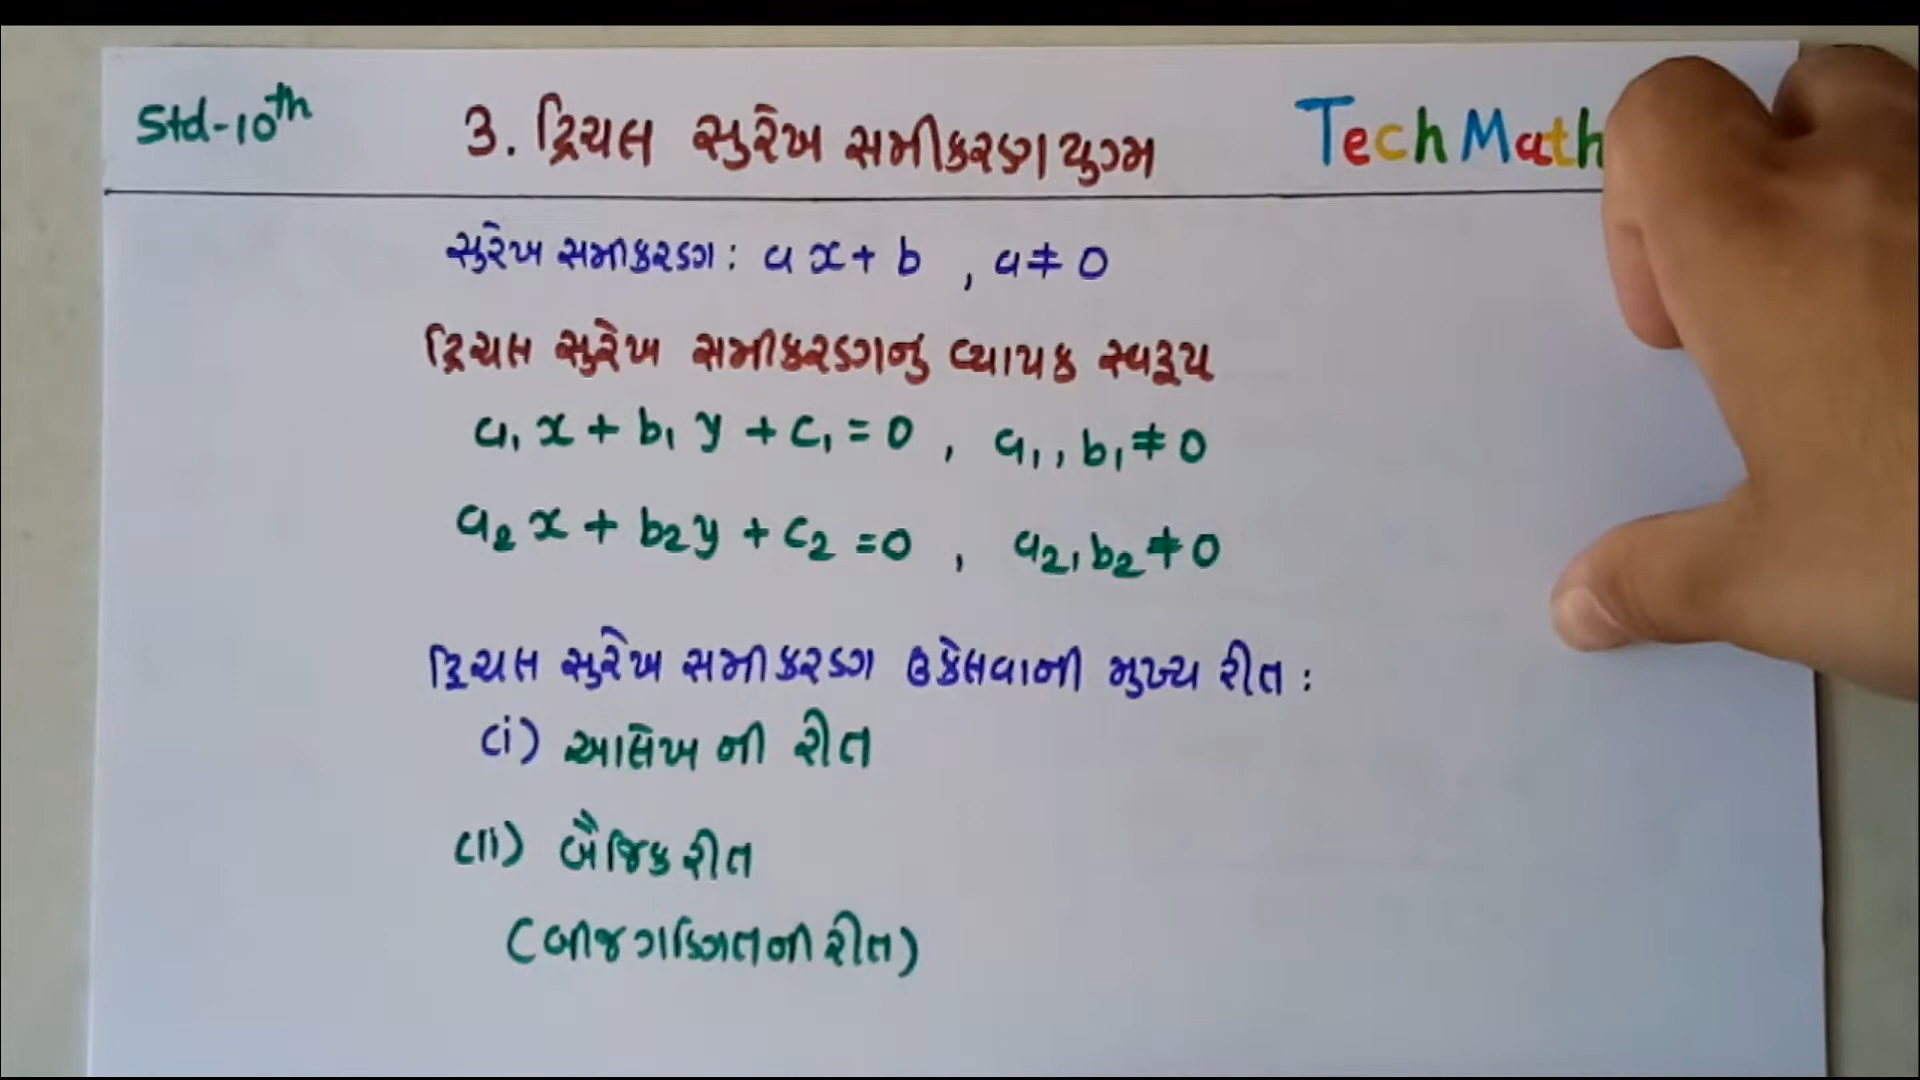 Std-10th 3. દ્વિચલ સુરેખ સમીકરણયુગ્મ TechMath
સુરેખ સમીકરણ : ax + b , a ≠ 0
દ્વિચલ સુરેખ સમીકરણનુ વ્યાપક સ્વરૂપ
a₁x + b₁y + c₁ = 0 , a₁, b₁ ≠ 0
a₂x + b₂y + c₂ = 0 , a₂, b₂ ≠ 0
દ્વિચલ સુરેખ સમીકરણ ઉકેલવાની મુખ્ય રીત :
(i) આલેખ ની રીત
(ii) બૈજિક રીત
(બીજગણિતની રીત)